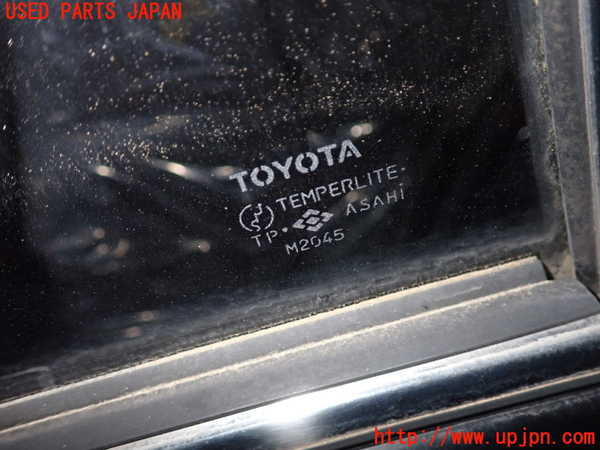 USED PARTS JAPAN
TOYOTA
TEMPERLITE
TP. ASAHi
M2045
http://www.upjpn.com